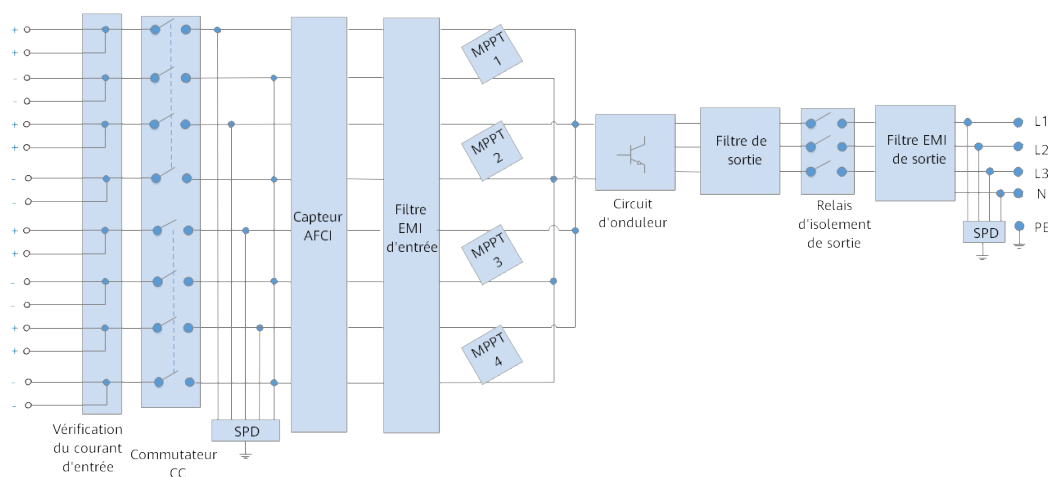 +
+
-
-
+
+
-
-
+
+
-
-
+
+
-
-
Vérification
du courant
d'entrée
Commutateur
CC
SPD
Capteur
AFCI
Filtre
EMI
d'entrée
MPPT
1
MPPT
2
MPPT
3
MPPT
4
Circuit
d'onduleur
Filtre de
sortie
Relais
d'isolement
de sortie
Filtre EMI
de sortie
L1
L2
L3
N
SPD
PE